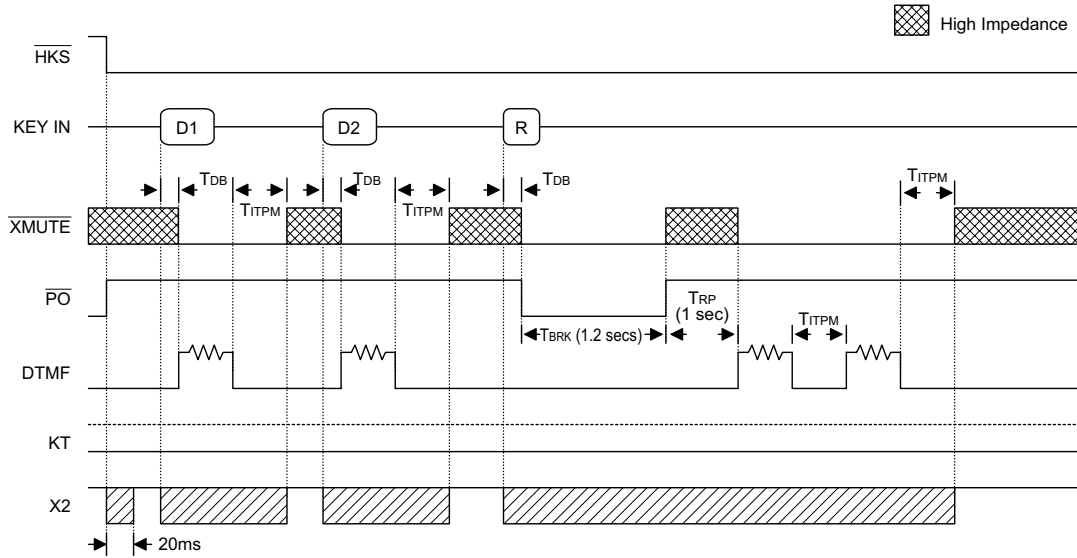 High Impedance
HKS
KEY IN D1 D2 R
TDB TDB TDB
TITPM TITPM TITPM
XMUTE
PO
TBRK (1.2 secs)
TRP
(1 sec)
TITPM
DTMF
KT
X2
20ms